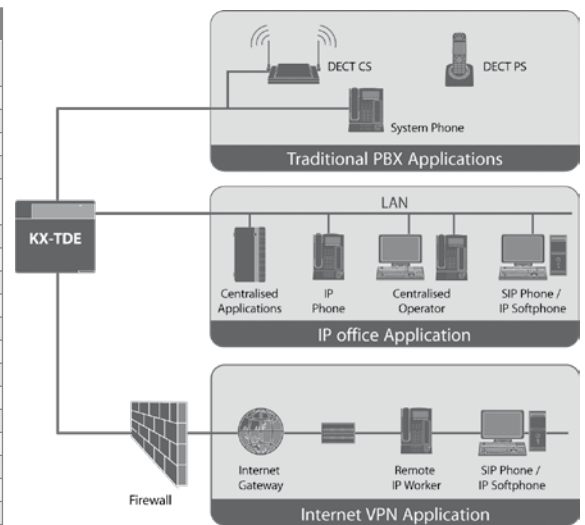 DECT CS
DECT PS
System Phone
Traditional PBX Applications
KX-TDE
LAN
Centralised
Applications
IP
Phone
Centralised
Operator
SIP Phone /
IP Softphone
IP office Application
Firewall
Internet
Gateway
Remote
IP Worker
SIP Phone /
IP Softphone
Internet VPN Application